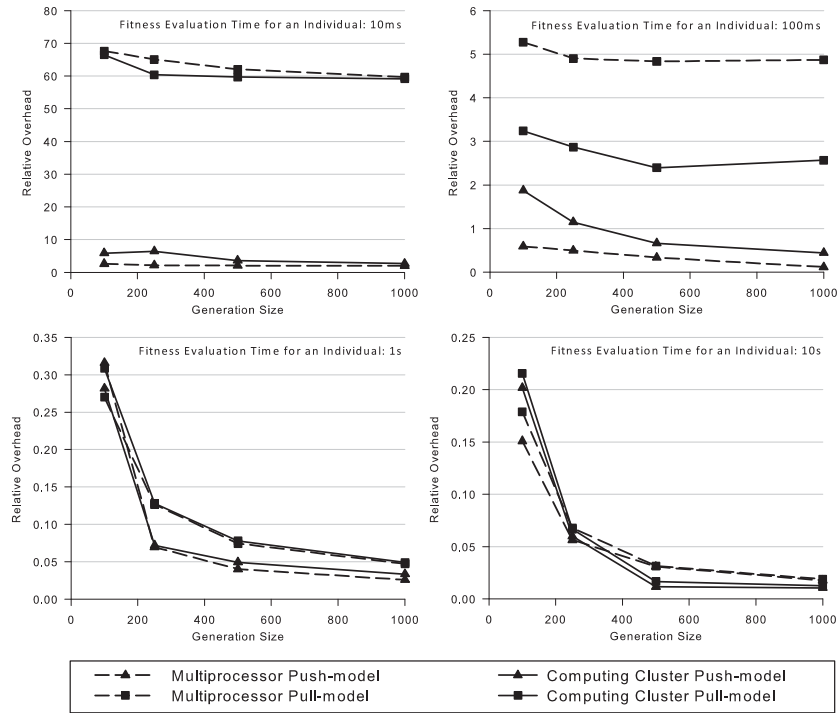 Fitness Evaluation Time for an Individual: 10ms
80
70
60
50
40
30
20
10
0
Relative Overhead
0 200 400 600 800 1000
Generation Size
Fitness Evaluation Time for an Individual: 100ms
6
5
4
3
2
1
0
Relative Overhead
0 200 400 600 800 1000
Generation Size
Fitness Evaluation Time for an Individual: 1s
0.35
0.30
0.25
0.20
0.15
0.10
0.05
0.00
Relative Overhead
0 200 400 600 800 1000
Generation Size
Fitness Evaluation Time for an Individual: 10s
0.25
0.20
0.15
0.10
0.05
0.00
Relative Overhead
0 200 400 600 800 1000
Generation Size
Multiprocessor Push-model
Computing Cluster Push-model
Multiprocessor Pull-model
Computing Cluster Pull-model